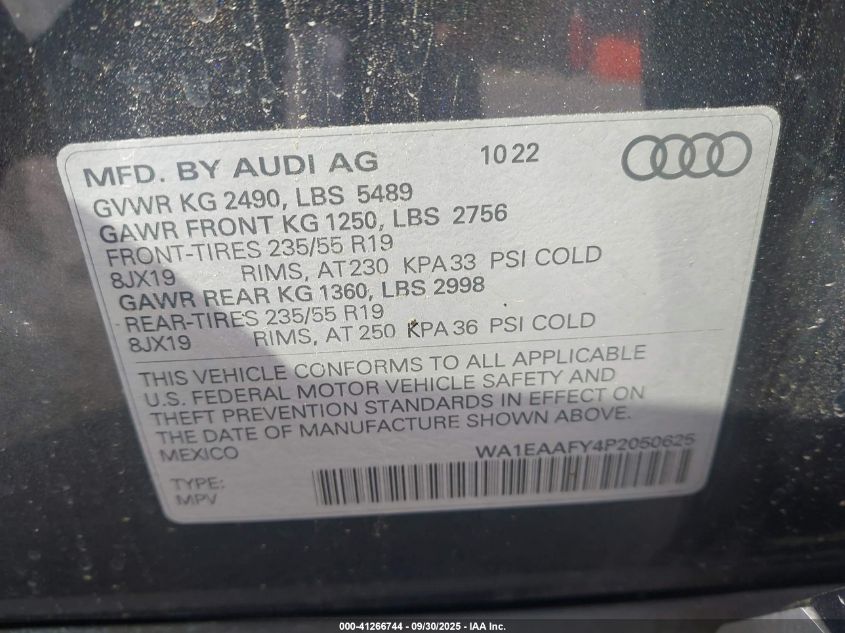 MFD. BY AUDI AG 10 22
GVWR KG 2490, LBS 5489
GAWR FRONT KG 1250, LBS 2756
FRONT-TIRES 235/55 R19
8JX19 RIMS, AT 230 KPA 33 PSI COLD
GAWR REAR KG 1360, LBS 2998
REAR-TIRES 235/55 R19
8JX19 RIMS, AT 250 KPA 36 PSI COLD
THIS VEHICLE CONFORMS TO ALL APPLICABLE
U.S. FEDERAL MOTOR VEHICLE SAFETY AND
THEFT PREVENTION STANDARDS IN EFFECT ON
THE DATE OF MANUFACTURE SHOWN ABOVE.
MEXICO WA1EAAFY4P2050625
TYPE:
MPV
000-41266744 - 09/30/2025 - IAA Inc.